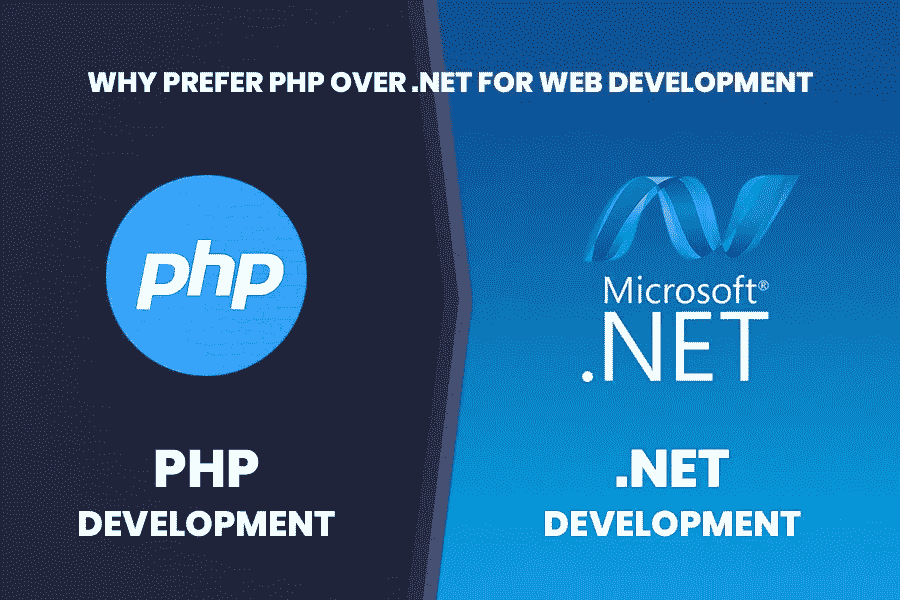 WHY PREFER PHP OVER .NET FOR WEB DEVELOPMENT
php
Microsoft®
.NET
PHP
DEVELOPMENT
.NET
DEVELOPMENT